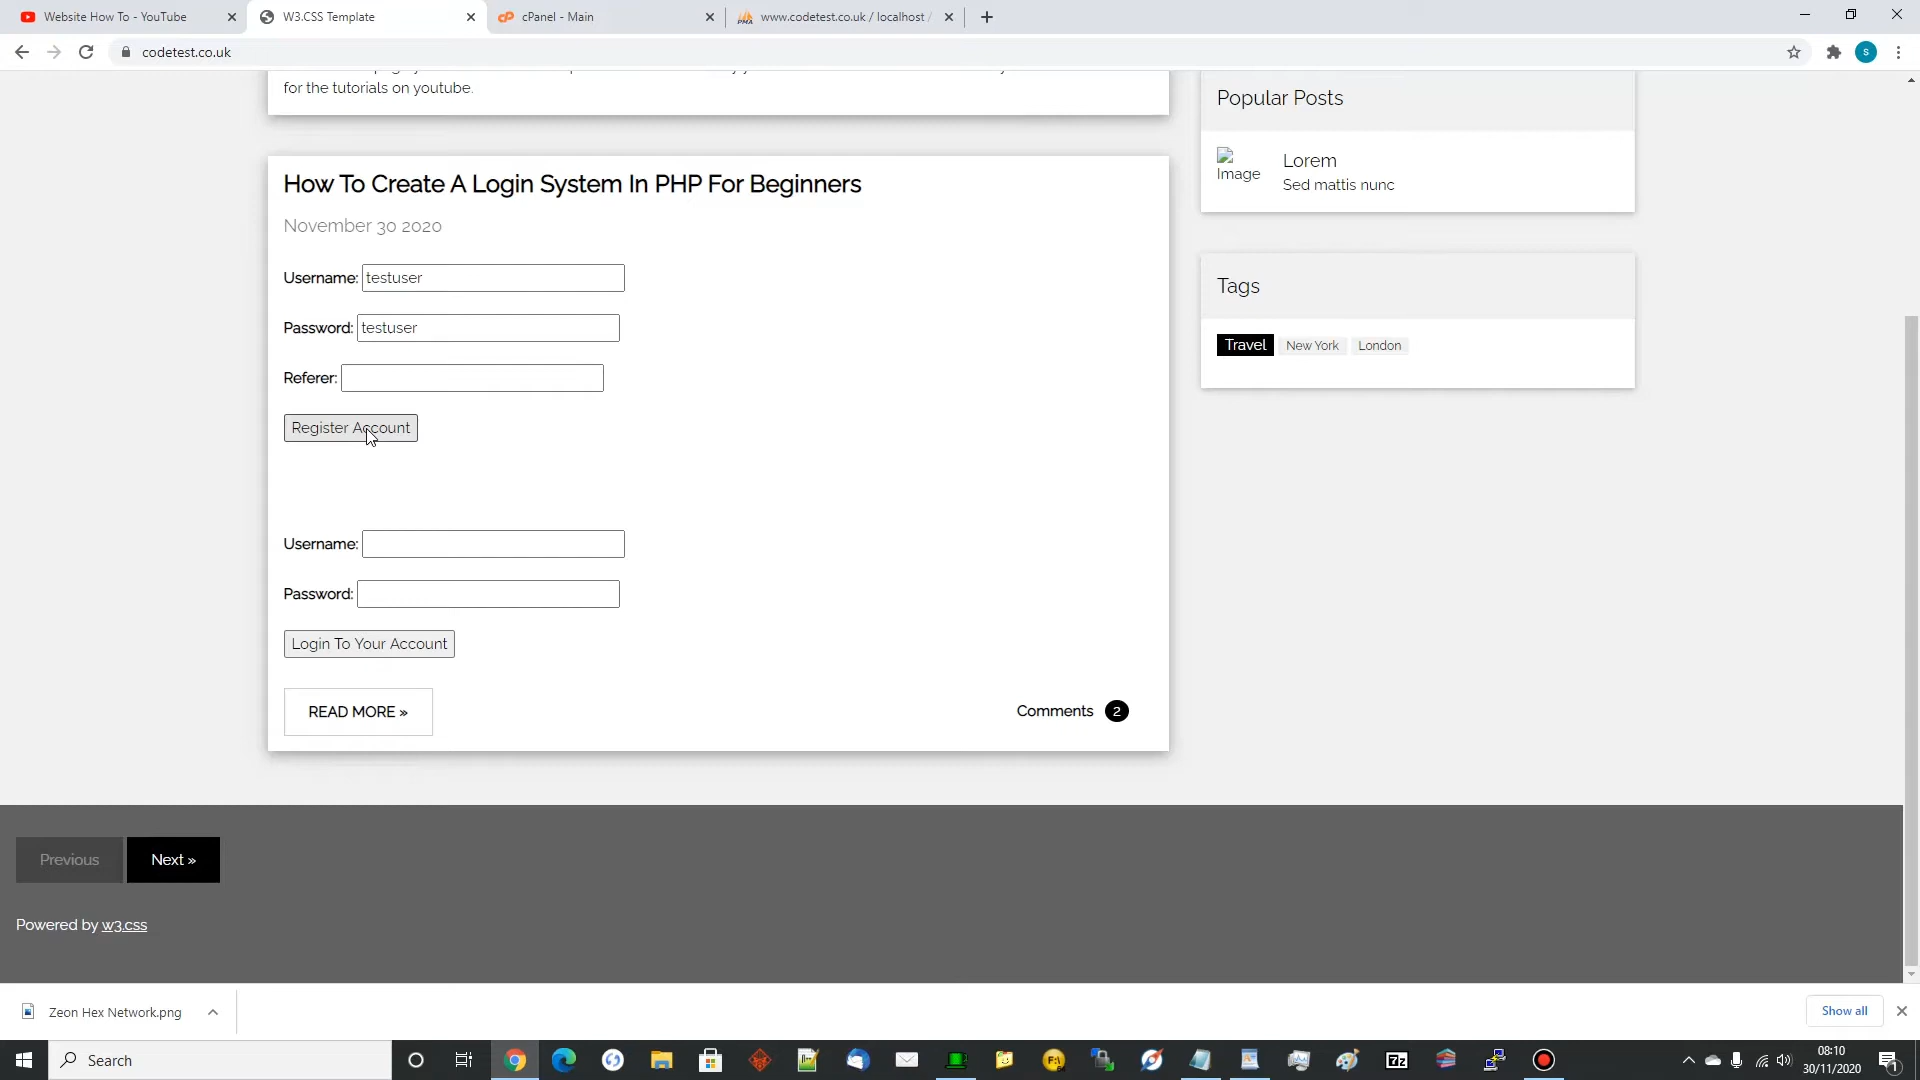 Website How To - YouTube
W3.CSS Template
cPanel - Main
www.codetest.co.uk / localhost /
codetest.co.uk
for the tutorials on youtube.
Popular Posts
Image
Lorem
Sed mattis nunc
How To Create A Login System In PHP For Beginners
November 30 2020
Username: testuser
Password: testuser
Referer:
Register Account
Tags
Travel New York London
Username:
Password:
Login To Your Account
READ MORE »
Comments 2
Previous
Next »
Powered by w3.css
Zeon Hex Network.png
Show all
Search
08:10
30/11/2020